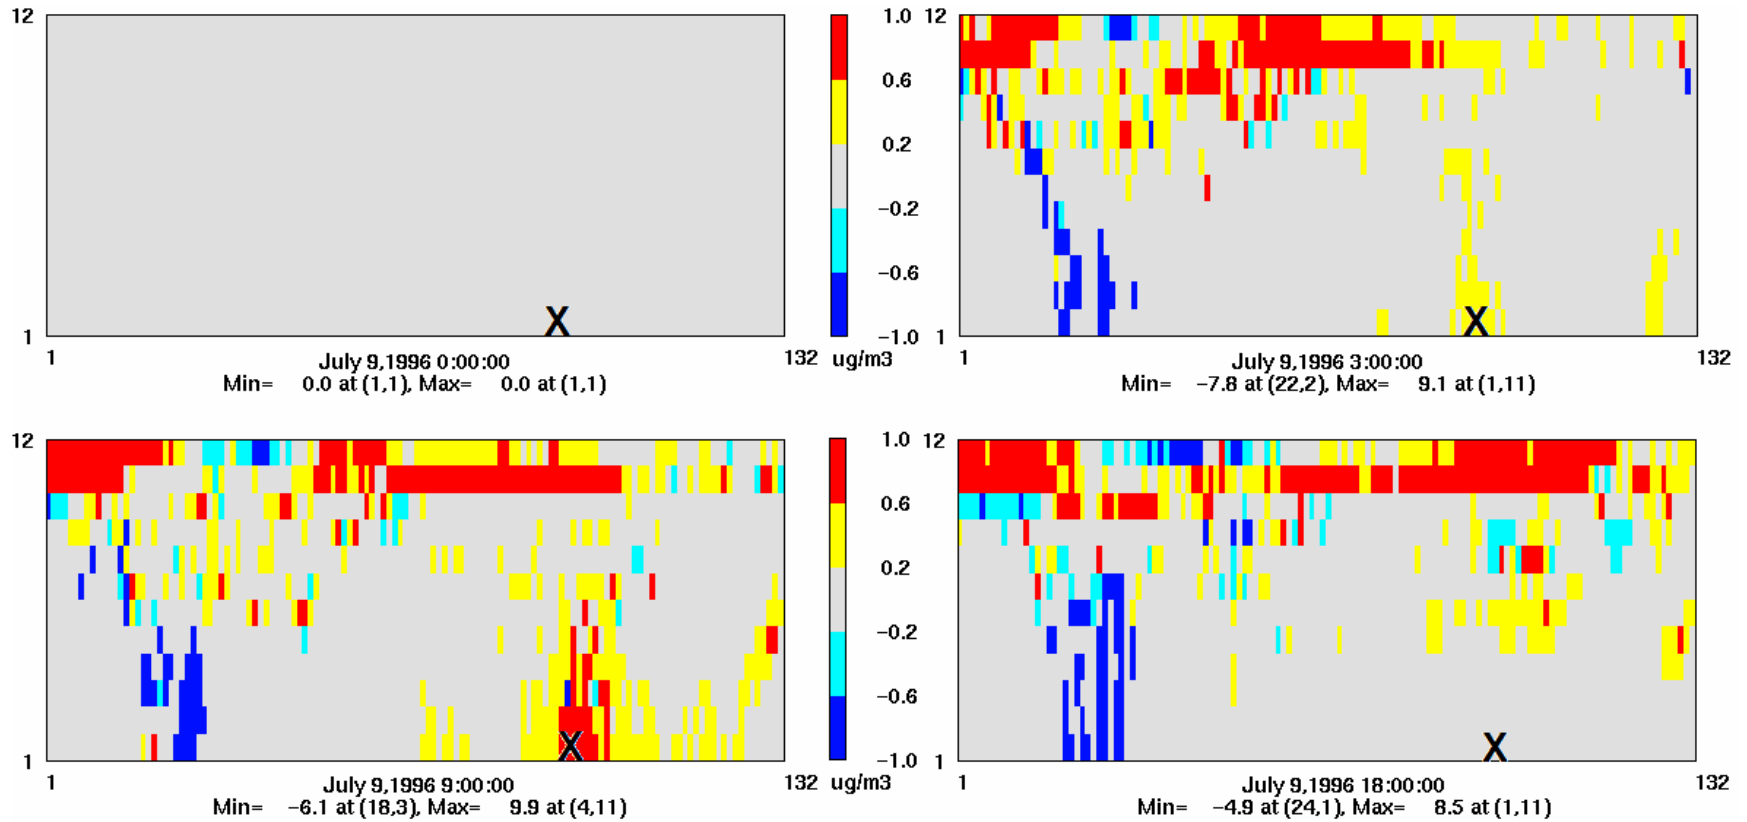 12
1
1
132
X
July 9,1996 0:00:00
Min= 0.0 at (1,1), Max= 0.0 at (1,1)
1.0
0.6
0.2
−0.2
−0.6
−1.0
ug/m3
12
1
1
132
X
July 9,1996 3:00:00
Min= −7.8 at (22,2), Max= 9.1 at (1,11)
12
1
1
132
X
July 9,1996 9:00:00
Min= −6.1 at (18,3), Max= 9.9 at (4,11)
1.0
0.6
0.2
−0.2
−0.6
−1.0
ug/m3
12
1
1
132
X
July 9,1996 18:00:00
Min= −4.9 at (24,1), Max= 8.5 at (1,11)